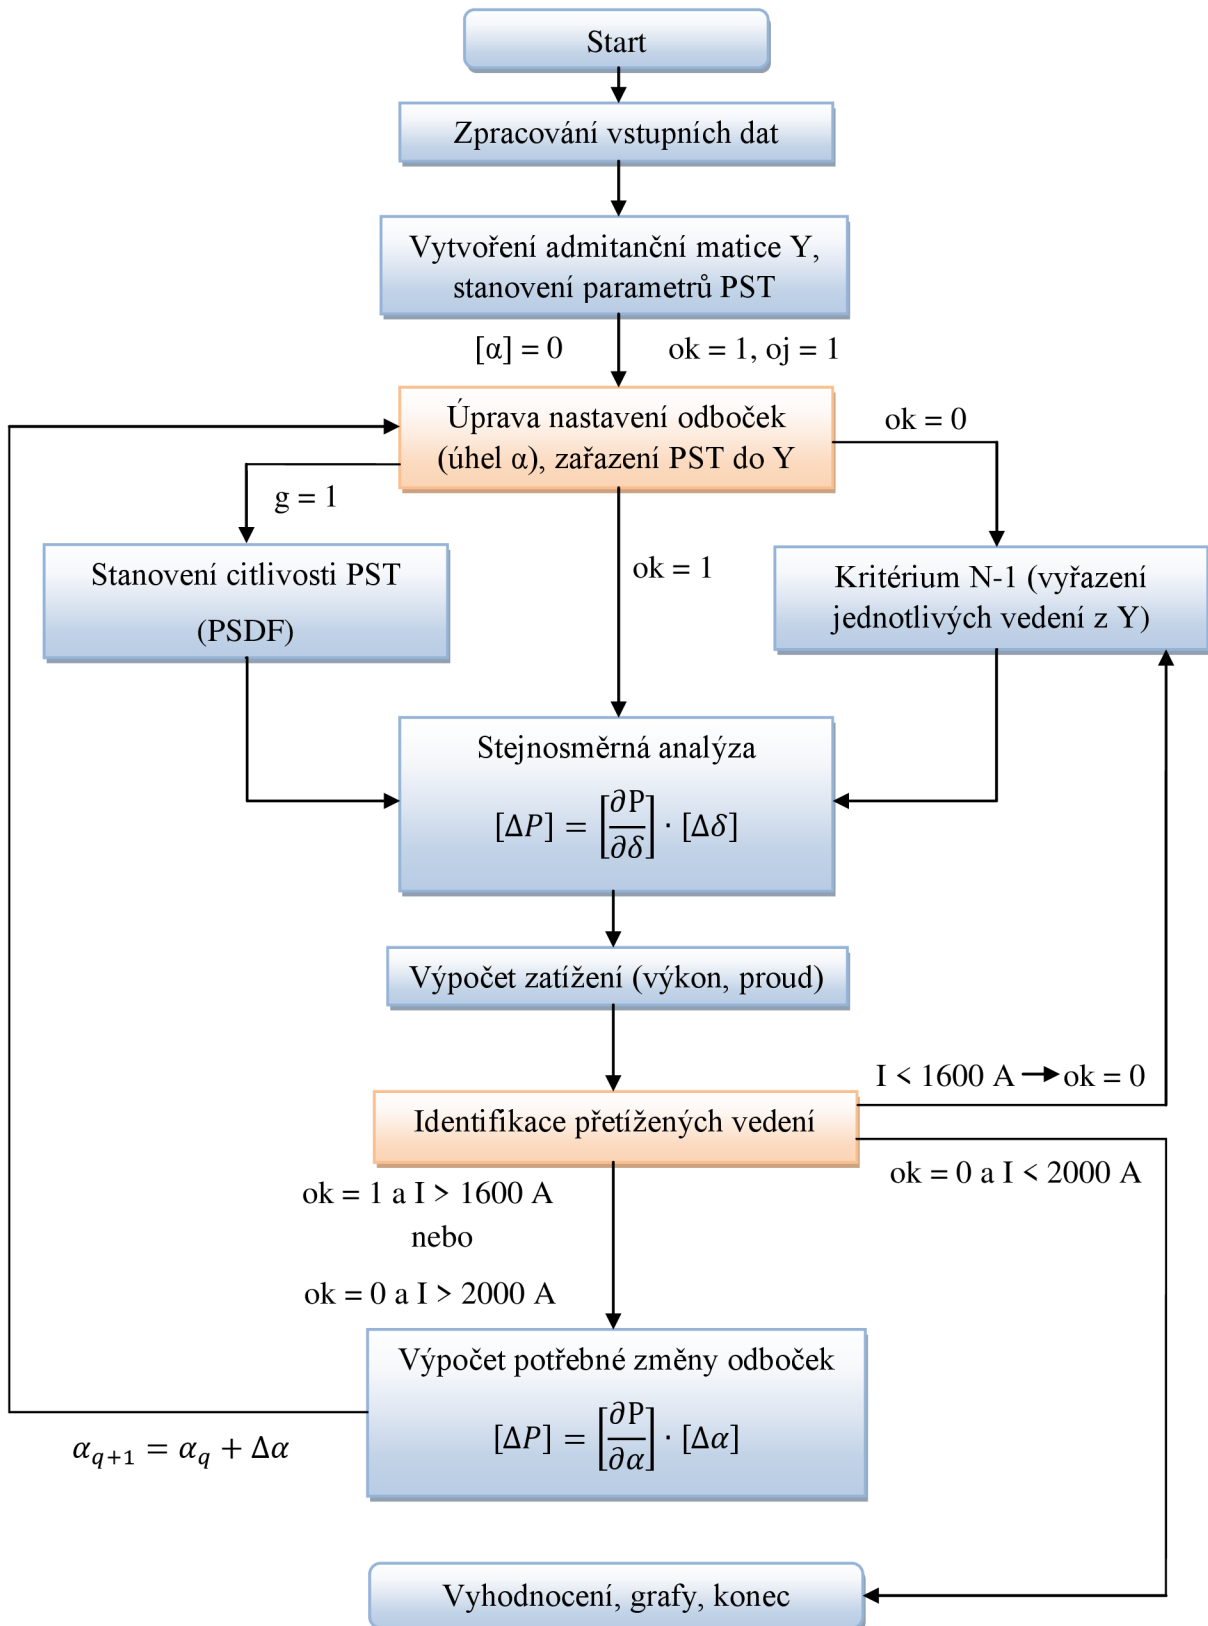 Start
Zpracování vstupních dat
Vytvoření admitanční matice Y,
stanovení parametrů PST
[α] = 0
ok = 1, oj = 1
Úprava nastavení odboček
(úhel α), zařazení PST do Y
ok = 0
g = 1
Stanovení citlivosti PST
(PSDF)
ok = 1
Kritérium N-1 (vyřazení
jednotlivých vedení z Y)
Stejnosměrná analýza
[ΔP] = [∂P/∂δ] · [Δδ]
Výpočet zatížení (výkon, proud)
I < 1600 A → ok = 0
Identifikace přetížených vedení
ok = 0 a I < 2000 A
ok = 1 a I > 1600 A
nebo
ok = 0 a I > 2000 A
Výpočet potřebné změny odboček
[ΔP] = [∂P/∂α] · [Δα]
α_{q+1} = α_q + Δα
Vyhodnocení, grafy, konec